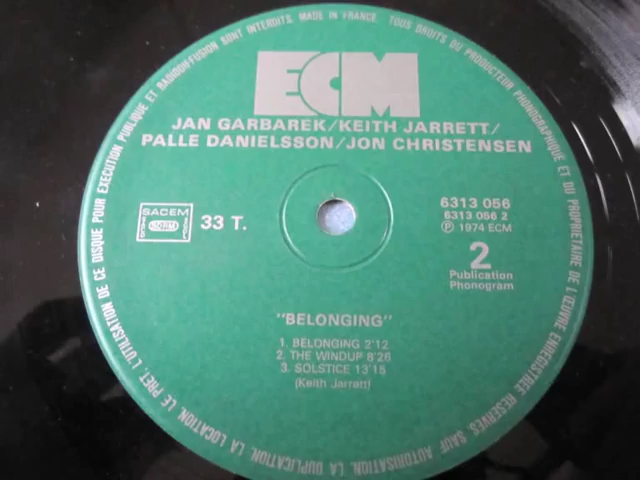 ECM
JAN GARBAREK/KEITH JARRETT/
PALLE DANIELSSON/JON CHRISTENSEN
SACEM
33 T.
6313 056
6313 056 2
Ⓟ 1974 ECM
2
Publication
Phonogram
"BELONGING"
1. BELONGING 2'12
2. THE WINDUP 8'26
3. SOLSTICE 13'15
(Keith Jarrett)
MADE IN FRANCE. TOUS DROITS DU PRODUCTEUR PHONOGRAPHIQUE ET DU PROPRIETAIRE DE L'ŒUVRE ENREGISTREE RESERVES. SAUF AUTORISATION, LA DUPLICATION, LA LOCATION, LE PRET, L'UTILISATION DE CE DISQUE POUR EXECUTION PUBLIQUE ET RADIODIFFUSION SONT INTERDITS.